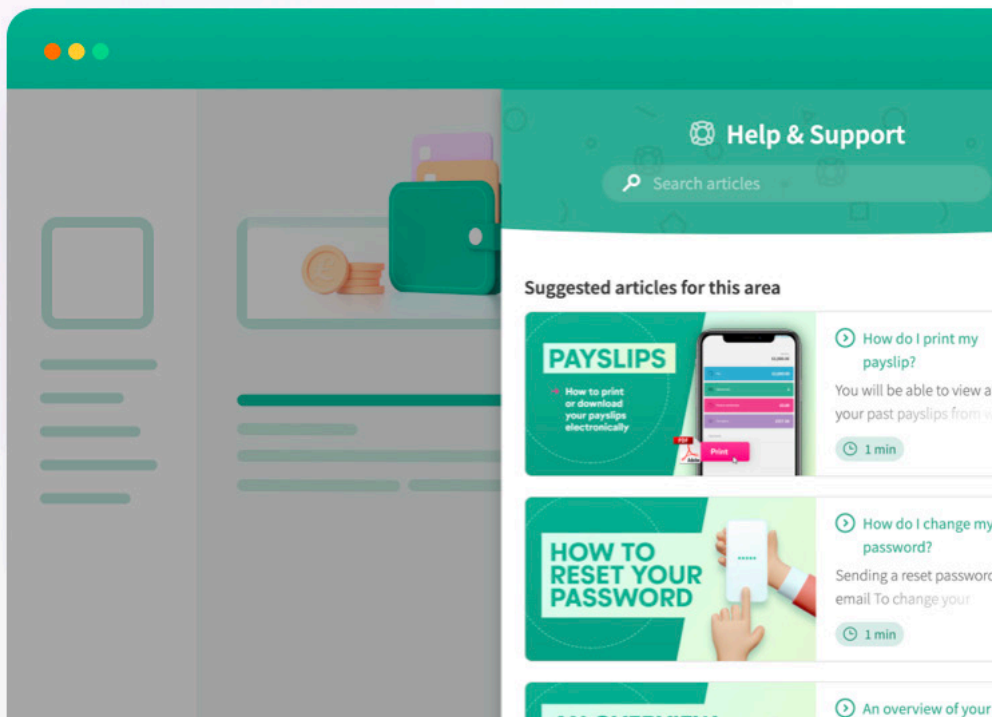 Help & Support
Search articles
Suggested articles for this area
PAYSLIPS
How to print
or download
your payslips
electronically
PDF
Adobe
Print
How do I print my
payslip?
You will be able to view a
your past payslips from
1 min
HOW TO
RESET YOUR
PASSWORD
How do I change my
password?
Sending a reset password
email To change your
1 min
An overview of your